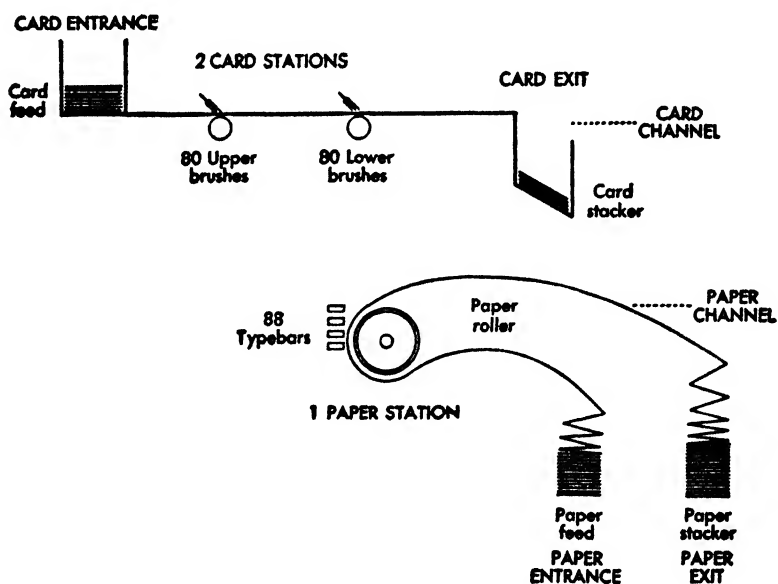 CARD ENTRANCE
2 CARD STATIONS
CARD EXIT
Card
feed
CARD
CHANNEL
80 Upper
brushes
80 Lower
brushes
Card
stacker
88
Typebars
Paper
roller
PAPER
CHANNEL
1 PAPER STATION
Paper
feed
PAPER
ENTRANCE
Paper
stacker
PAPER
EXIT